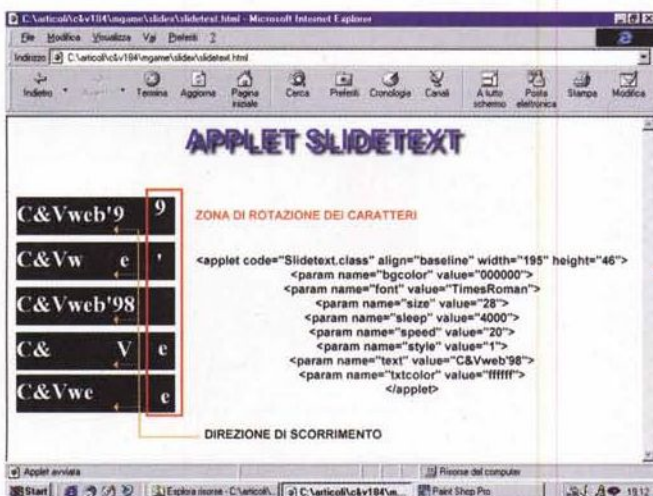 C:\articoli\c&v184\mgame\slides\slidetext.html - Microsoft Internet Explorer
File Modifica Visualizza Vai Preferiti ?
Indirizzo C:\articoli\c&v184\mgame\slides\slidetext.html
Indietro Termina Aggiorna Pagina iniziale Cerca Preferiti Cronologia Canali A tutto schermo Posta elettronica Stampa Modifica
APPLET SLIDETEXT
C&Vweb'9 9
ZONA DI ROTAZIONE DEI CARATTERI
C&Vw e '
C&Vweb'98
C& V e
C&Vwe e
<applet code="Slidetext.class" align="baseline" width="195" height="46">
<param name="bgcolor" value="000000">
<param name="font" value="TimesRoman">
<param name="size" value="28">
<param name="sleep" value="4000">
<param name="speed" value="20">
<param name="style" value="1">
<param name="text" value="C&Vweb'98">
<param name="txtcolor" value="ffffff">
</applet>
DIREZIONE DI SCORRIMENTO
Applet avviata
Risorse del computer
Start Esplora risorse - C:\articoli\... C:\articoli\c&v184\m... Paint Shop Pro 19.12